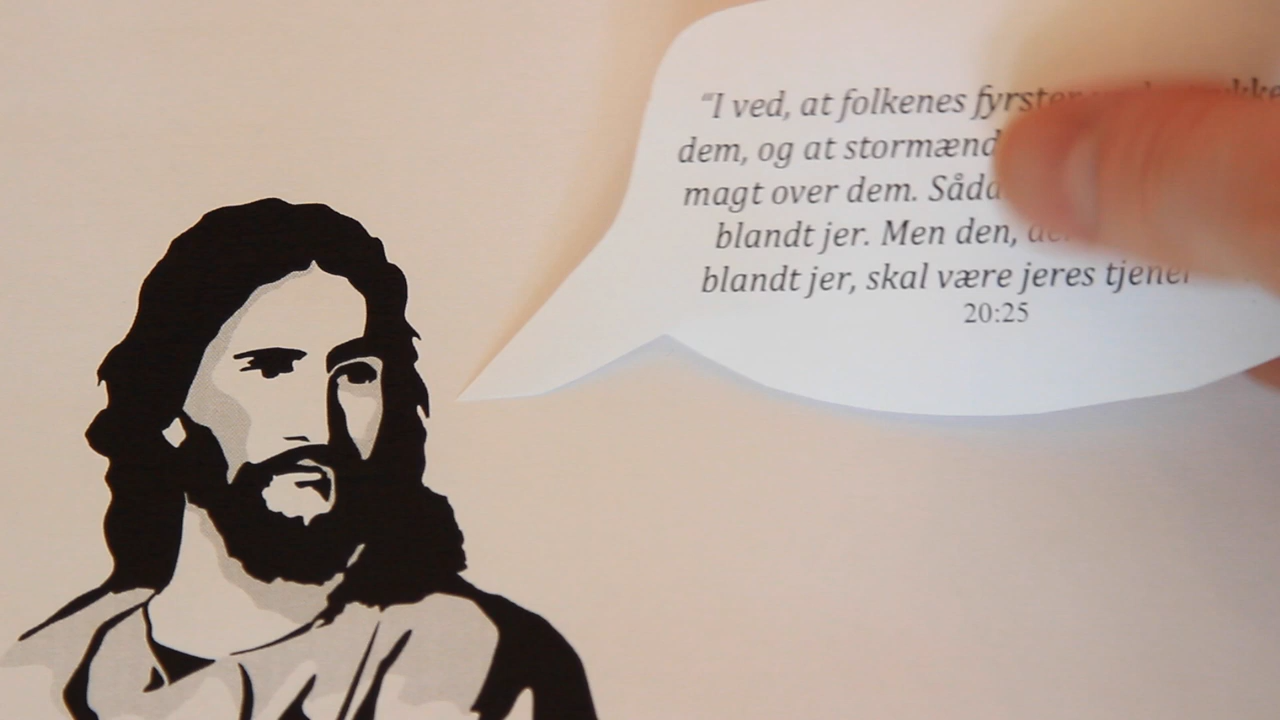 “I ved, at folkenes fyrster
dem, og at stormænd
magt over dem.
blandt jer. Men den,
blandt jer, skal være jeres tjener
20:25